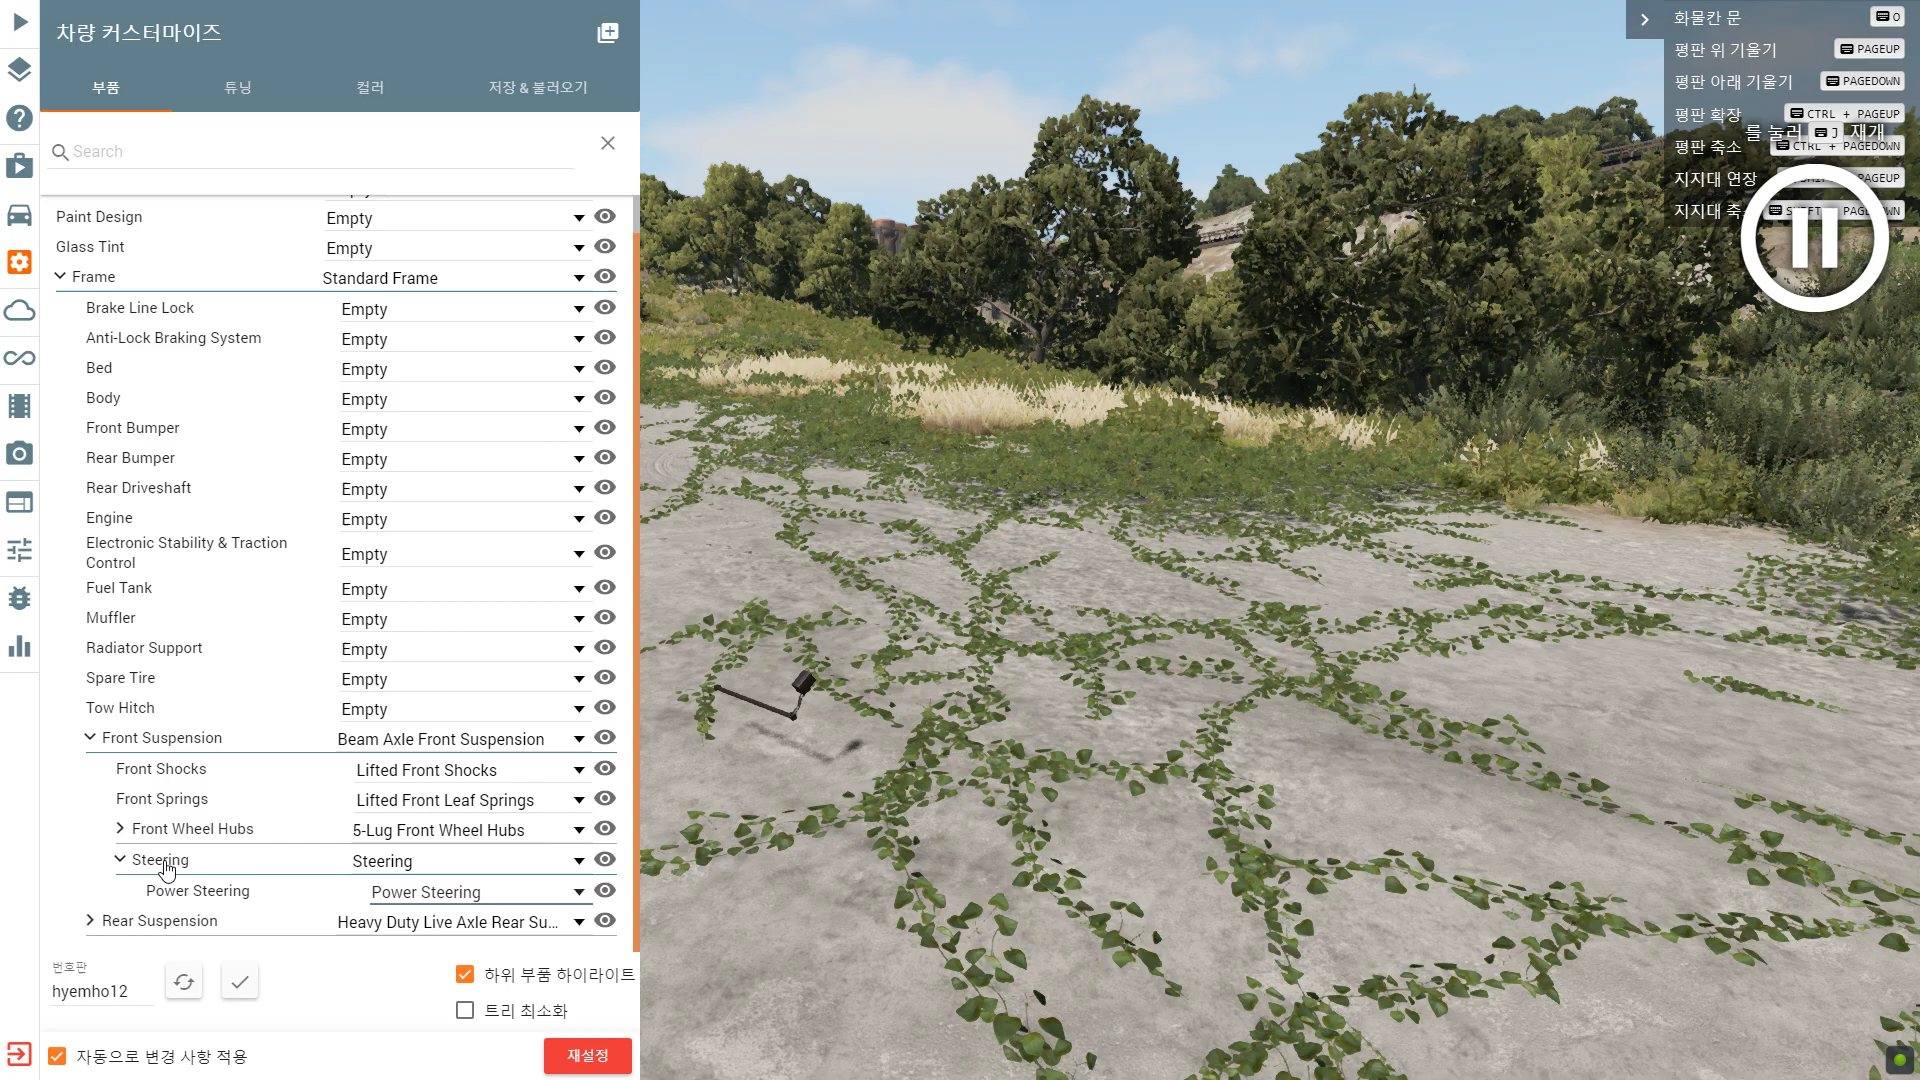 차량 커스터마이즈
부품
튜닝
컬러
저장 & 불러오기
Search
Paint Design
Empty
Glass Tint
Empty
Frame
Standard Frame
Brake Line Lock
Empty
Anti-Lock Braking System
Empty
Bed
Empty
Body
Empty
Front Bumper
Empty
Rear Bumper
Empty
Rear Driveshaft
Empty
Engine
Empty
Electronic Stability & Traction
Control
Empty
Fuel Tank
Empty
Muffler
Empty
Radiator Support
Empty
Spare Tire
Empty
Tow Hitch
Empty
Front Suspension
Beam Axle Front Suspension
Front Shocks
Lifted Front Shocks
Front Springs
Lifted Front Leaf Springs
Front Wheel Hubs
5-Lug Front Wheel Hubs
Steering
Steering
Power Steering
Power Steering
Rear Suspension
Heavy Duty Live Axle Rear Su...
번호판
hyemho12
하위 부품 하이라이트
트리 최소화
자동으로 변경 사항 적용
재설정
화물칸 문
O
평판 위 기울기
PAGEUP
평판 아래 기울기
PAGEDOWN
평판 확장
CTRL + PAGEUP
를 눌러 J 재개
평판 축소
CTRL + PAGEDOWN
지지대 연장
PAGEUP
지지대